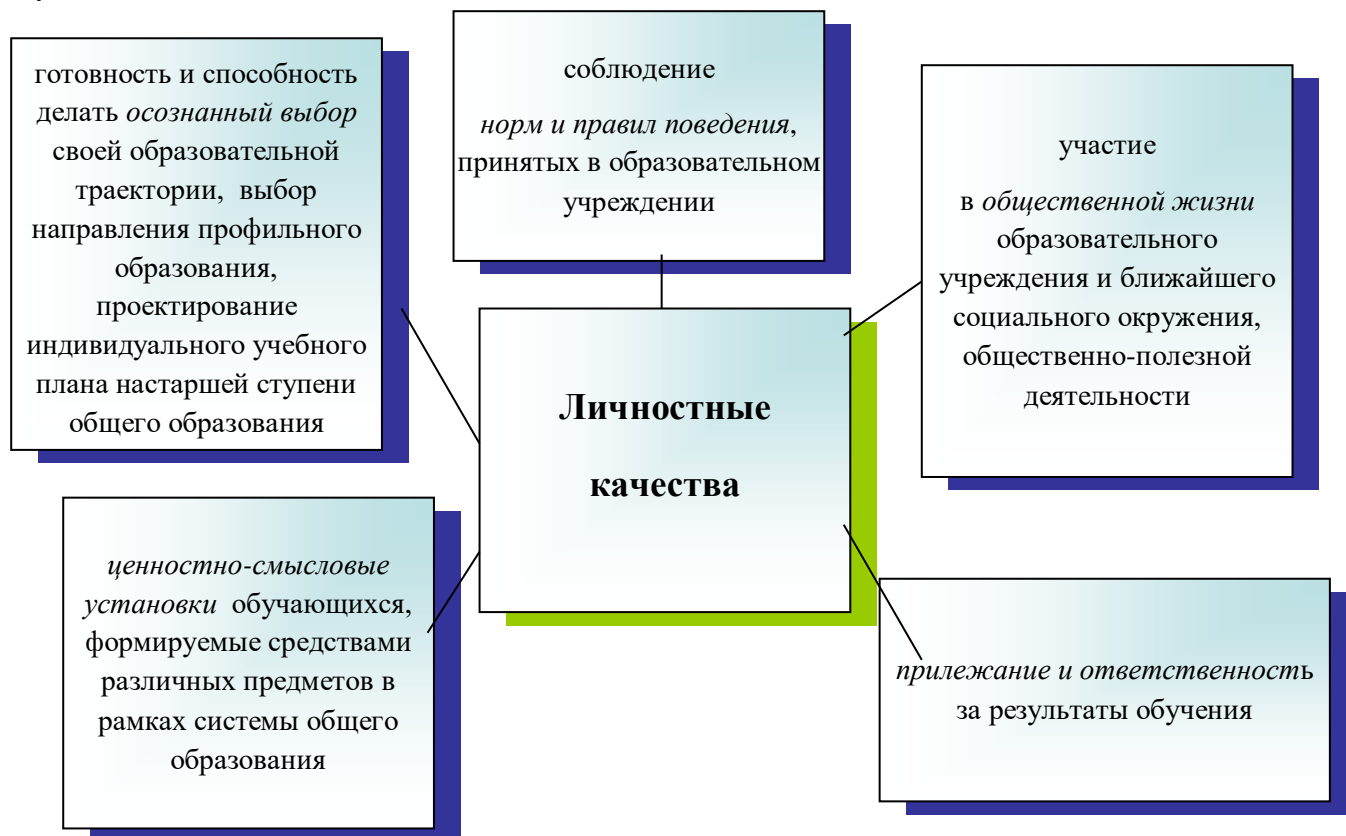 готовность и способность
делать осознанный выбор
своей образовательной
траектории, выбор
направления профильного
образования,
проектирование
индивидуального учебного
плана настаршей ступени
общего образования
соблюдение
норм и правил поведения,
принятых в образовательном
учреждении
участие
в общественной жизни
образовательного
учреждения и ближайшего
социального окружения,
общественно-полезной
деятельности
Личностные
качества
ценностно-смысловые
установки обучающихся,
формируемые средствами
различных предметов в
рамках системы общего
образования
прилежание и ответственность
за результаты обучения